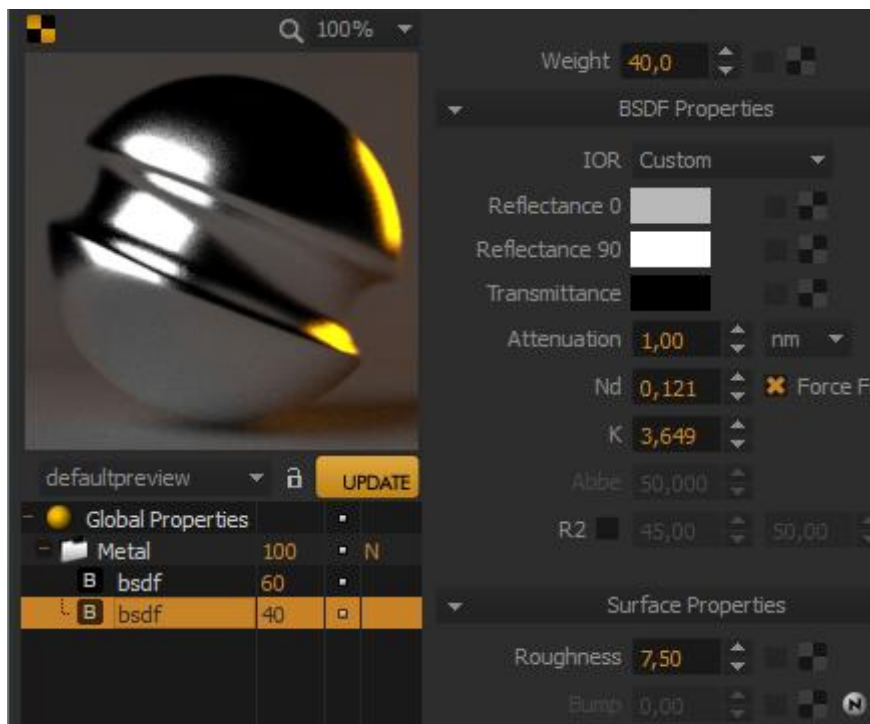 100%
defaultpreview
UPDATE
Global Properties
Metal 100 N
B bsdf 60
B bsdf 40
Weight 40,0
BSDF Properties
IOR Custom
Reflectance 0
Reflectance 90
Transmittance
Attenuation 1,00 nm
Nd 0,121 Force F
K 3,649
Abbe 50,000
R2 45,00 50,00
Surface Properties
Roughness 7,50
Bump 0,00 N